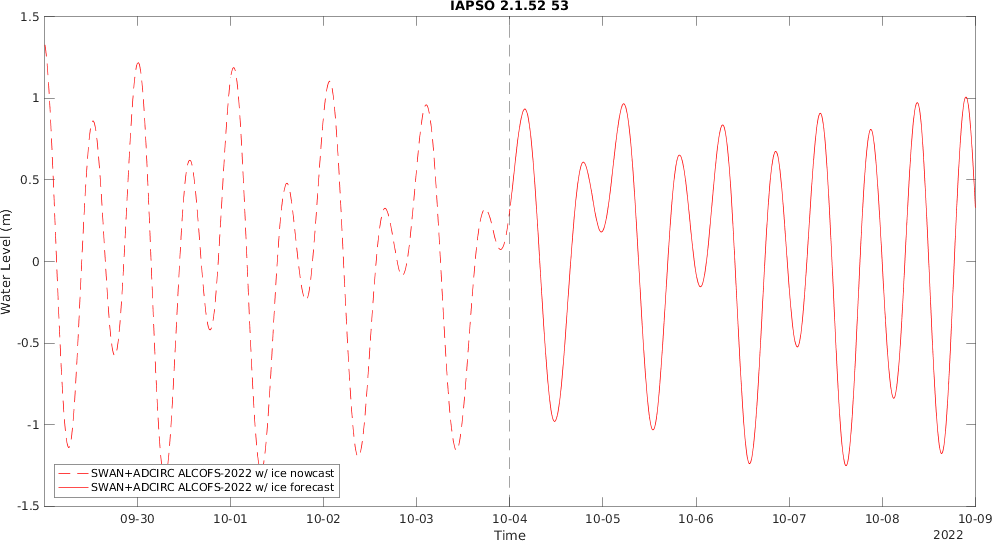 IAPSO 2.1.52 53
1.5
1
0.5
0
-0.5
-1
-1.5
Water Level (m)
SWAN+ADCIRC ALCOFS-2022 w/ ice nowcast
SWAN+ADCIRC ALCOFS-2022 w/ ice forecast
09-30 10-01 10-02 10-03 10-04 10-05 10-06 10-07 10-08 10-09
Time
2022